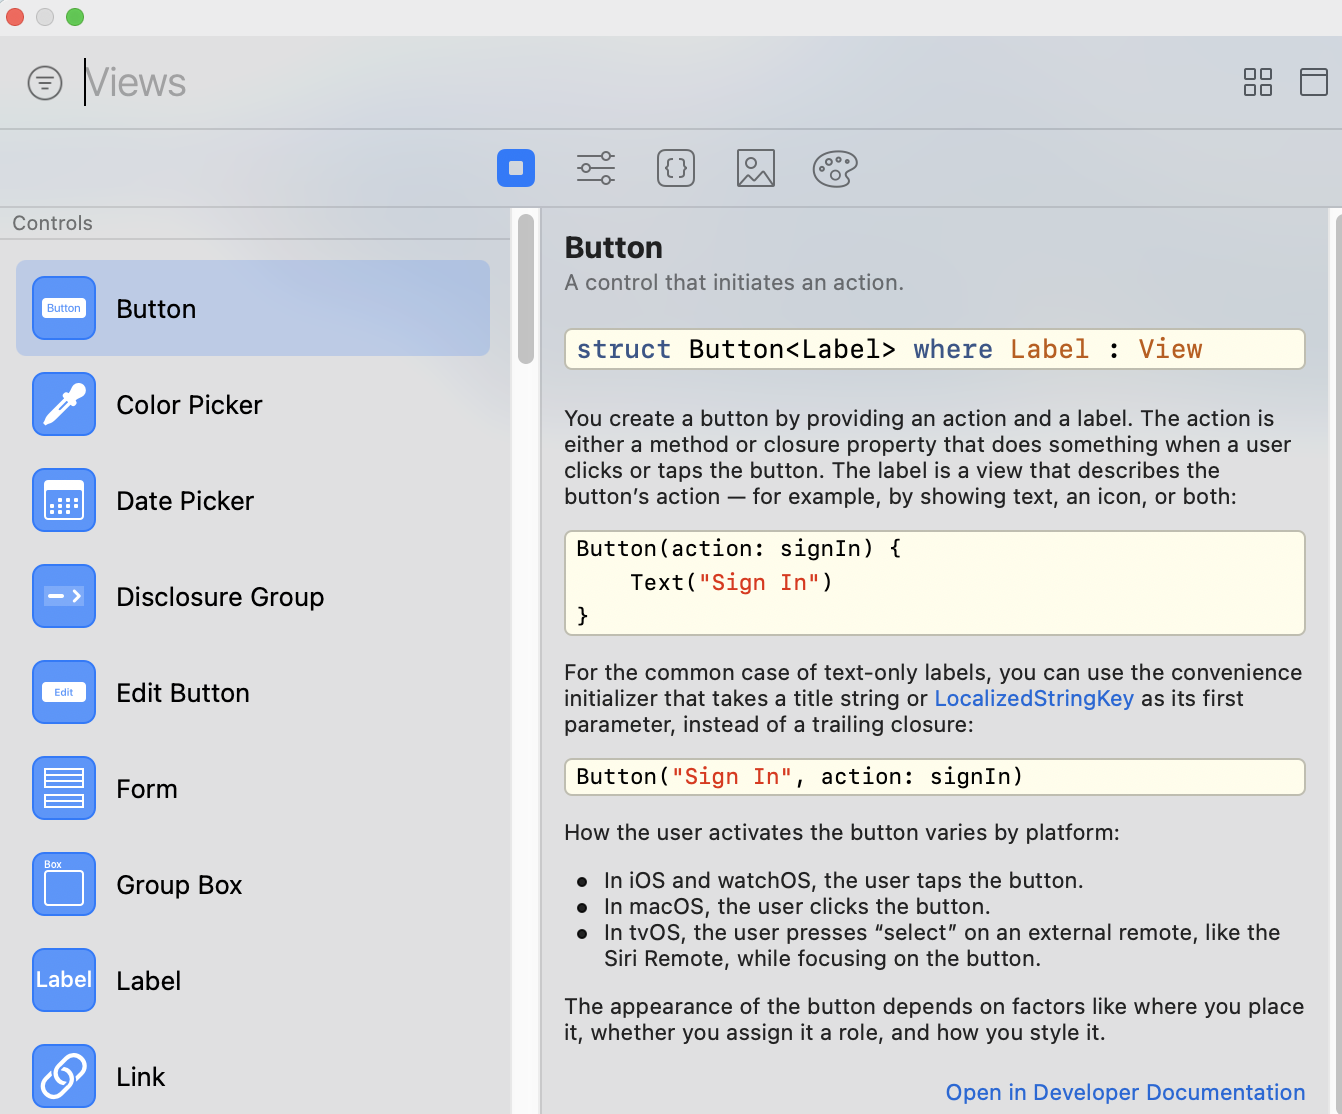 Views
Controls
Button
Button
Color Picker
Date Picker
Disclosure Group
Edit
Edit Button
Form
Box
Group Box
Label
Label
Link
Button
A control that initiates an action.
struct Button<Label> where Label : View
You create a button by providing an action and a label. The action is
either a method or closure property that does something when a user
clicks or taps the button. The label is a view that describes the
button’s action — for example, by showing text, an icon, or both:
Button(action: signIn) {
    Text("Sign In")
}
For the common case of text-only labels, you can use the convenience
initializer that takes a title string or LocalizedStringKey as its first
parameter, instead of a trailing closure:
Button("Sign In", action: signIn)
How the user activates the button varies by platform:
• In iOS and watchOS, the user taps the button.
• In macOS, the user clicks the button.
• In tvOS, the user presses “select” on an external remote, like the
Siri Remote, while focusing on the button.
The appearance of the button depends on factors like where you place
it, whether you assign it a role, and how you style it.
Open in Developer Documentation